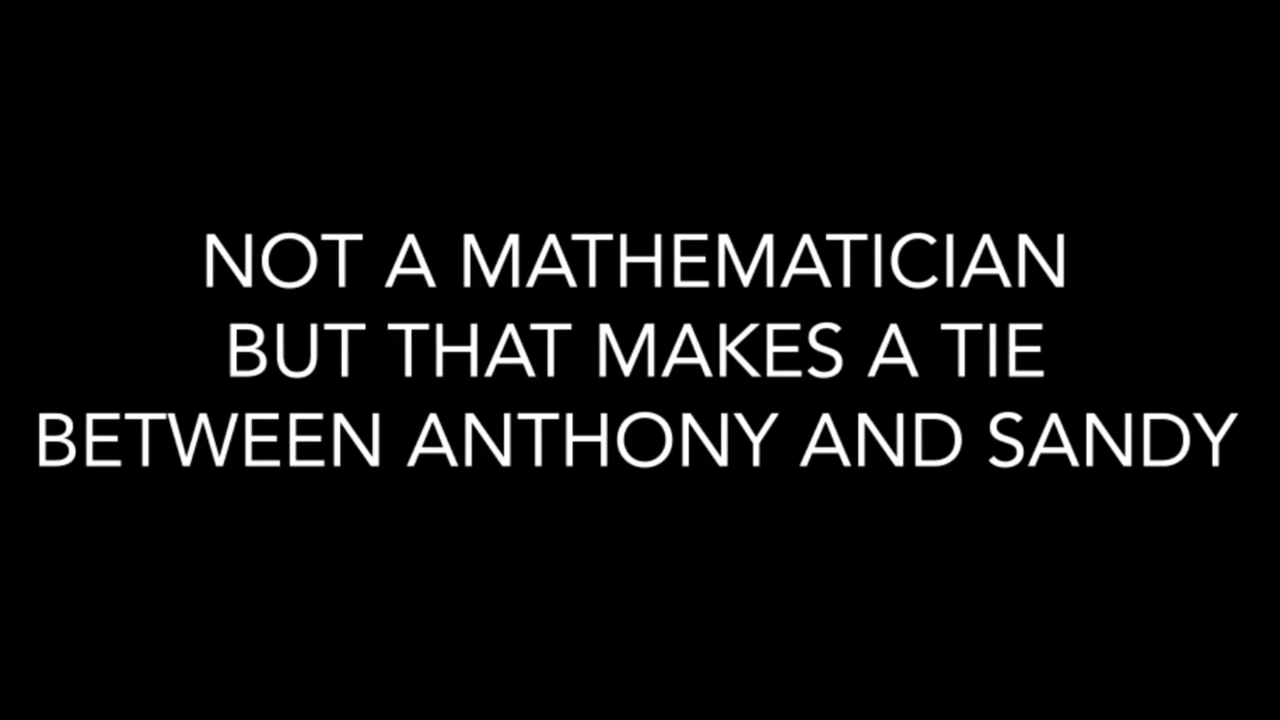 NOT A MATHEMATICIAN
BUT THAT MAKES A TIE
BETWEEN ANTHONY AND SANDY